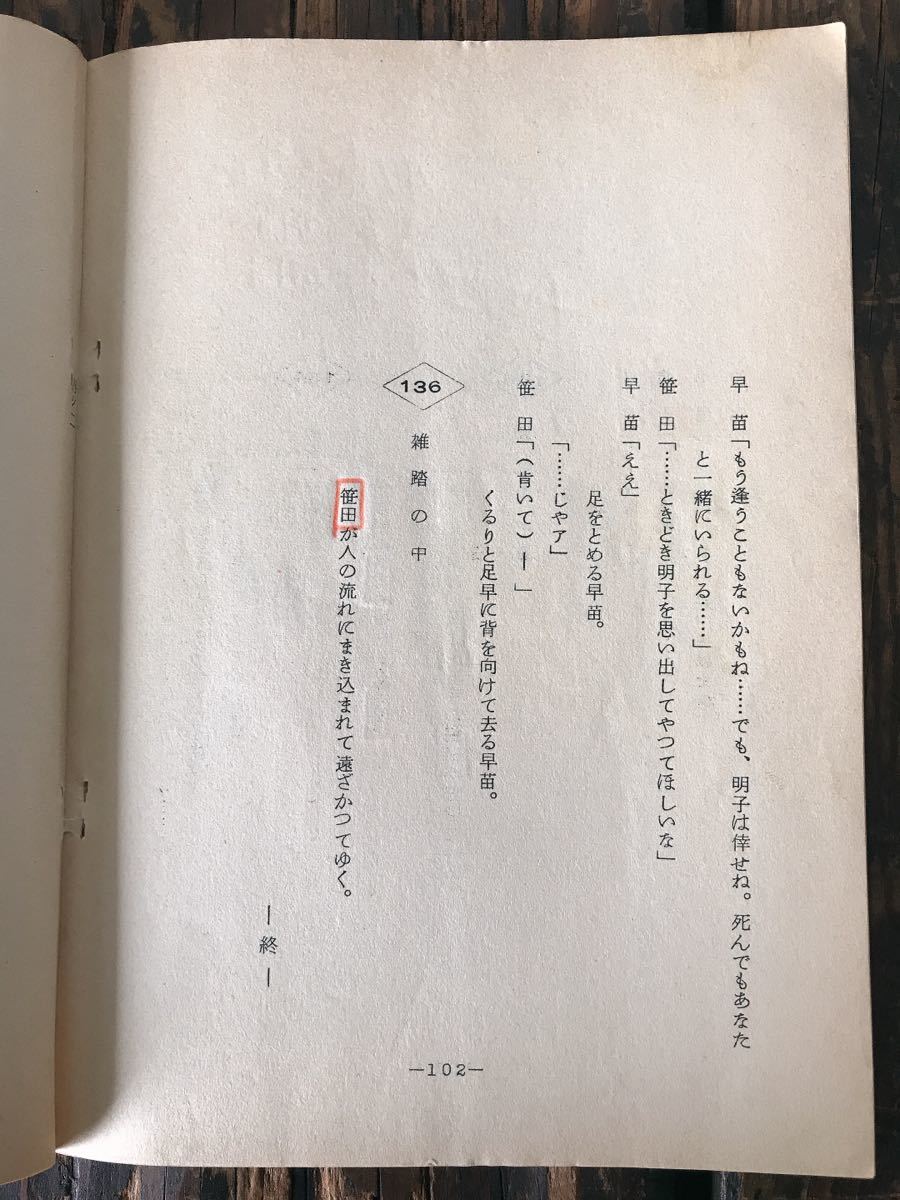 早苗「もう逢うこともないかもね……でも、明子は倖せね。死んでもあなた
と一緒にいられる……」
笹田「……ときどき明子を思い出してやつてほしいな」
早苗「ええ」
足をとめる早苗。
「……じゃア」
笹田「(肯いて)―」
くるりと足早に背を向けて去る早苗。
136 雑踏の中
笹田が人の流れにまき込まれて遠ざかつてゆく。
―終―
—102—